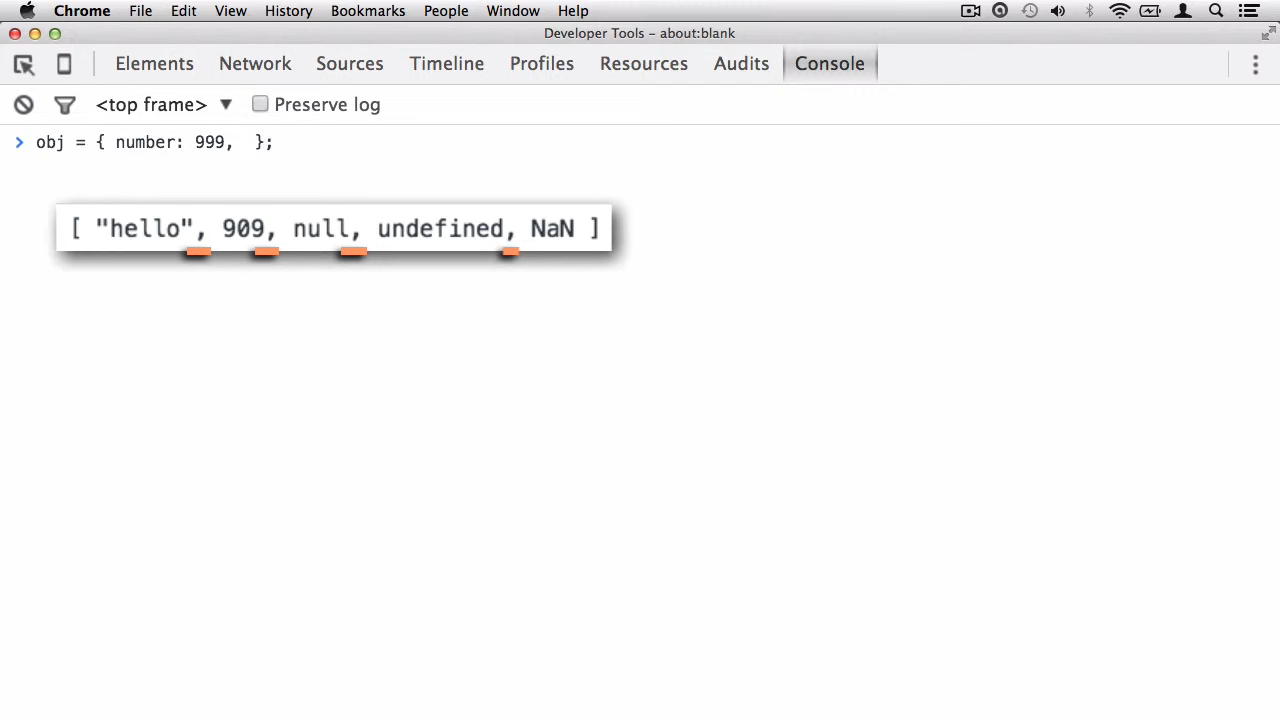 Chrome File Edit View History Bookmarks People Window Help
Developer Tools - about:blank
Elements Network Sources Timeline Profiles Resources Audits Console
<top frame> ▼ Preserve log
> obj = { number: 999,  };
[ "hello", 909, null, undefined, NaN ]